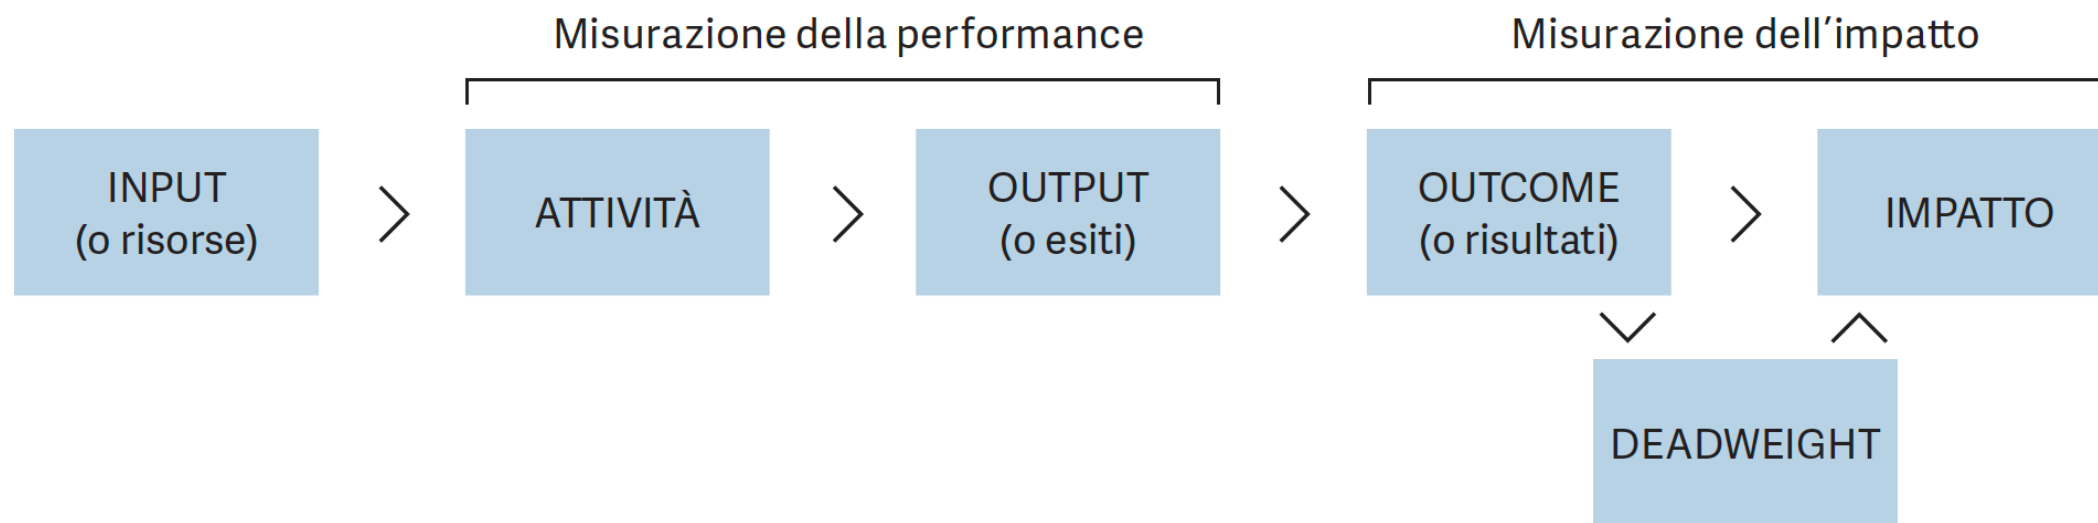 Misurazione della performance
Misurazione dell'impatto
INPUT
(o risorse)
ATTIVITÀ
OUTPUT
(o esiti)
OUTCOME
(o risultati)
IMPATTO
DEADWEIGHT